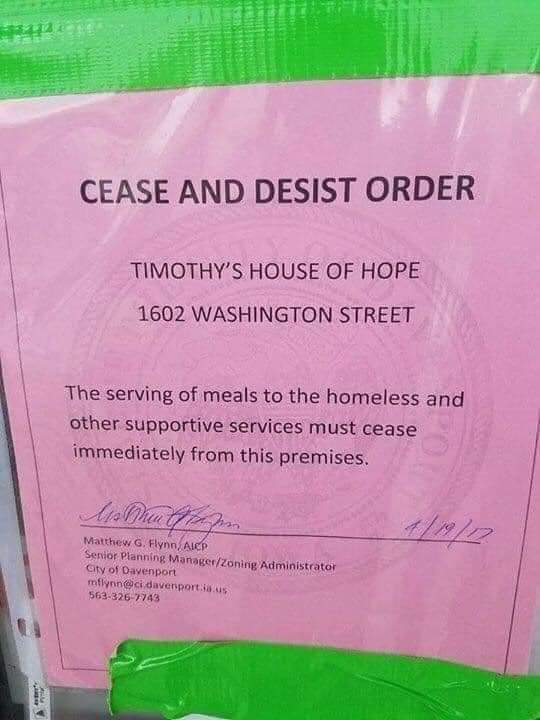 CEASE AND DESIST ORDER
TIMOTHY'S HOUSE OF HOPE
1602 WASHINGTON STREET
The serving of meals to the homeless and
other supportive services must cease
immediately from this premises.
4/19/17
Matthew G. Flynn, AICP
Senior Planning Manager/Zoning Administrator
City of Davenport
mflynn@ci.davenport.ia.us
563-326-7743